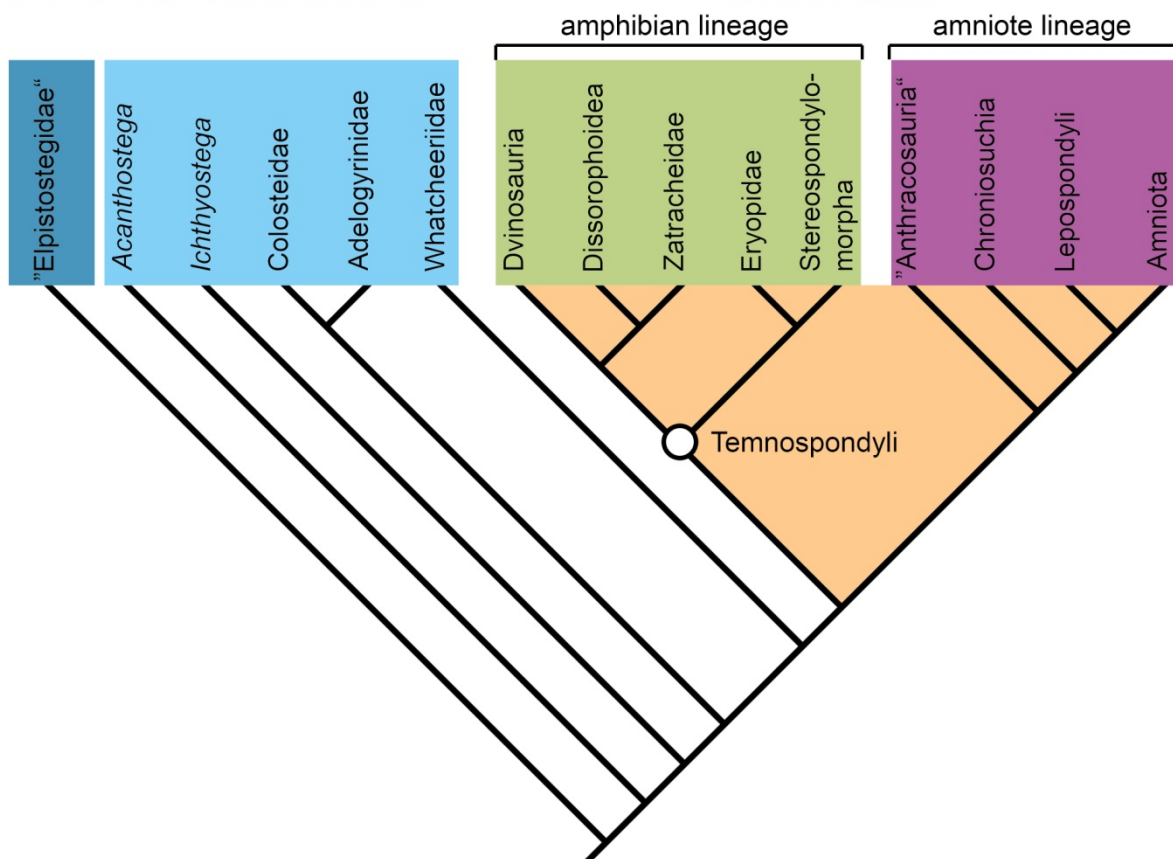 amphibian lineage
amniote lineage
”Elpistostegidae“
Acanthostega
Ichthyostega
Colosteidae
Adelogyrinidae
Whatcheeriidae
Dvinosauria
Dissorophoidea
Zatracheidae
Eryopidae
Stereospondylo-
morpha
”Anthracosauria“
Chroniosuchia
Lepospondyli
Amniota
Temnospondyli